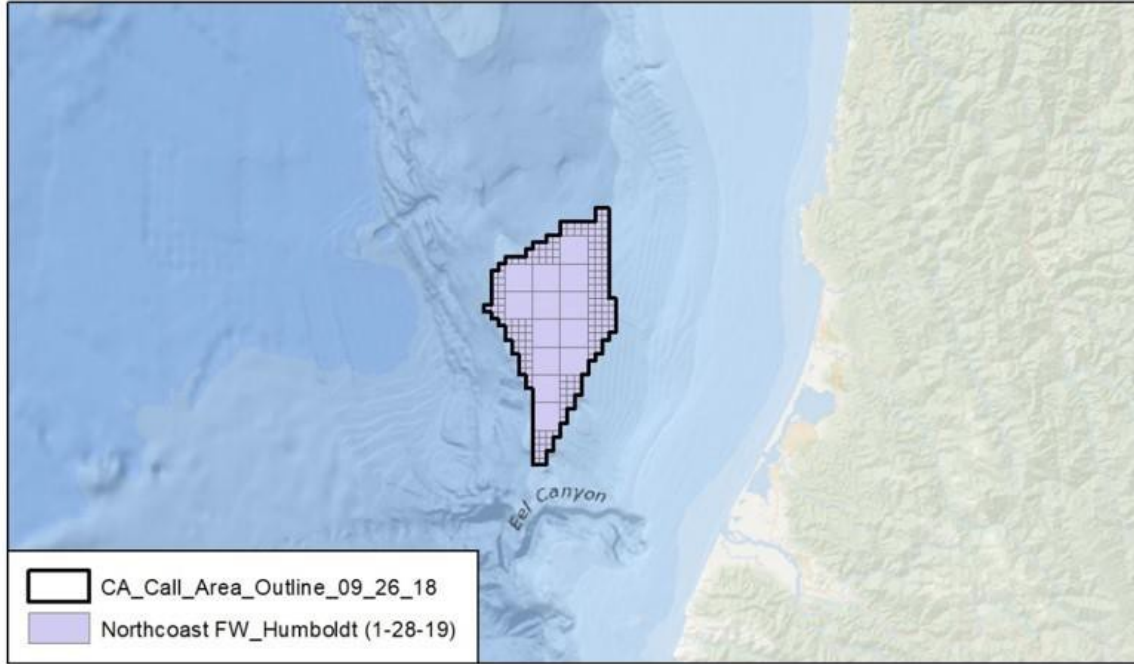 Eel Canyon
CA_Call_Area_Outline_09_26_18
Northcoast FW_Humboldt (1-28-19)